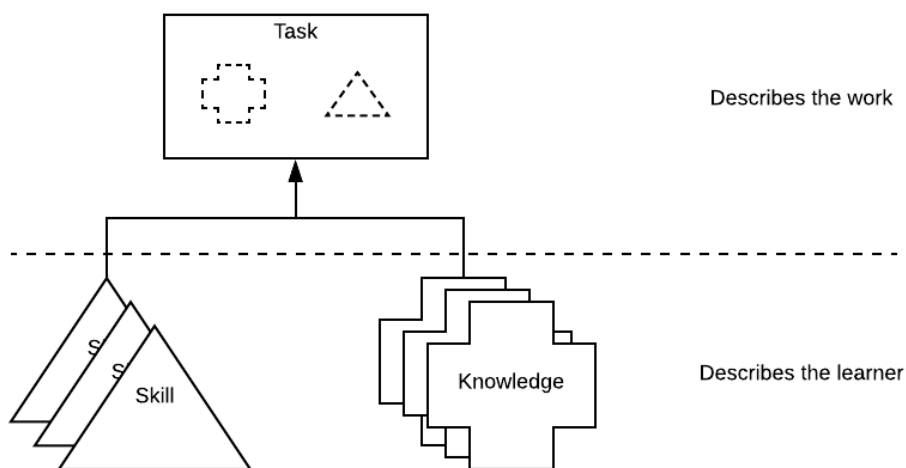 Task
Describes the work
S
S
Skill
Knowledge
Describes the learner